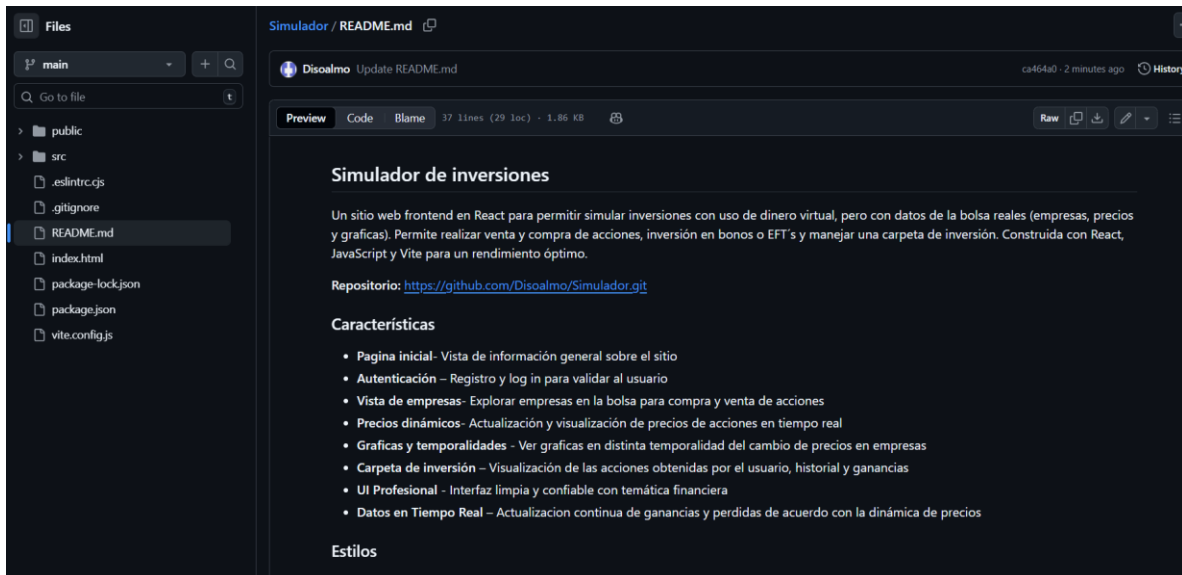 Files
main
Go to file
t
public
src
.eslintrc.cjs
.gitignore
README.md
index.html
package-lock.json
package.json
vite.config.js
Simulador / README.md
Disoalmo Update README.md
ca464a0 · 2 minutes ago
History
Preview Code Blame 37 lines (29 loc) · 1.86 KB
Raw
Simulador de inversiones
Un sitio web frontend en React para permitir simular inversiones con uso de dinero virtual, pero con datos de la bolsa reales (empresas, precios
y graficas). Permite realizar venta y compra de acciones, inversión en bonos o EFT´s y manejar una carpeta de inversión. Construida con React,
JavaScript y Vite para un rendimiento óptimo.
Repositorio: https://github.com/Disoalmo/Simulador.git
Características
• Pagina inicial- Vista de información general sobre el sitio
• Autenticación – Registro y log in para validar al usuario
• Vista de empresas- Explorar empresas en la bolsa para compra y venta de acciones
• Precios dinámicos- Actualización y visualización de precios de acciones en tiempo real
• Graficas y temporalidades - Ver graficas en distinta temporalidad del cambio de precios en empresas
• Carpeta de inversión – Visualización de las acciones obtenidas por el usuario, historial y ganancias
• UI Profesional - Interfaz limpia y confiable con temática financiera
• Datos en Tiempo Real – Actualizacion continua de ganancias y perdidas de acuerdo con la dinámica de precios
Estilos